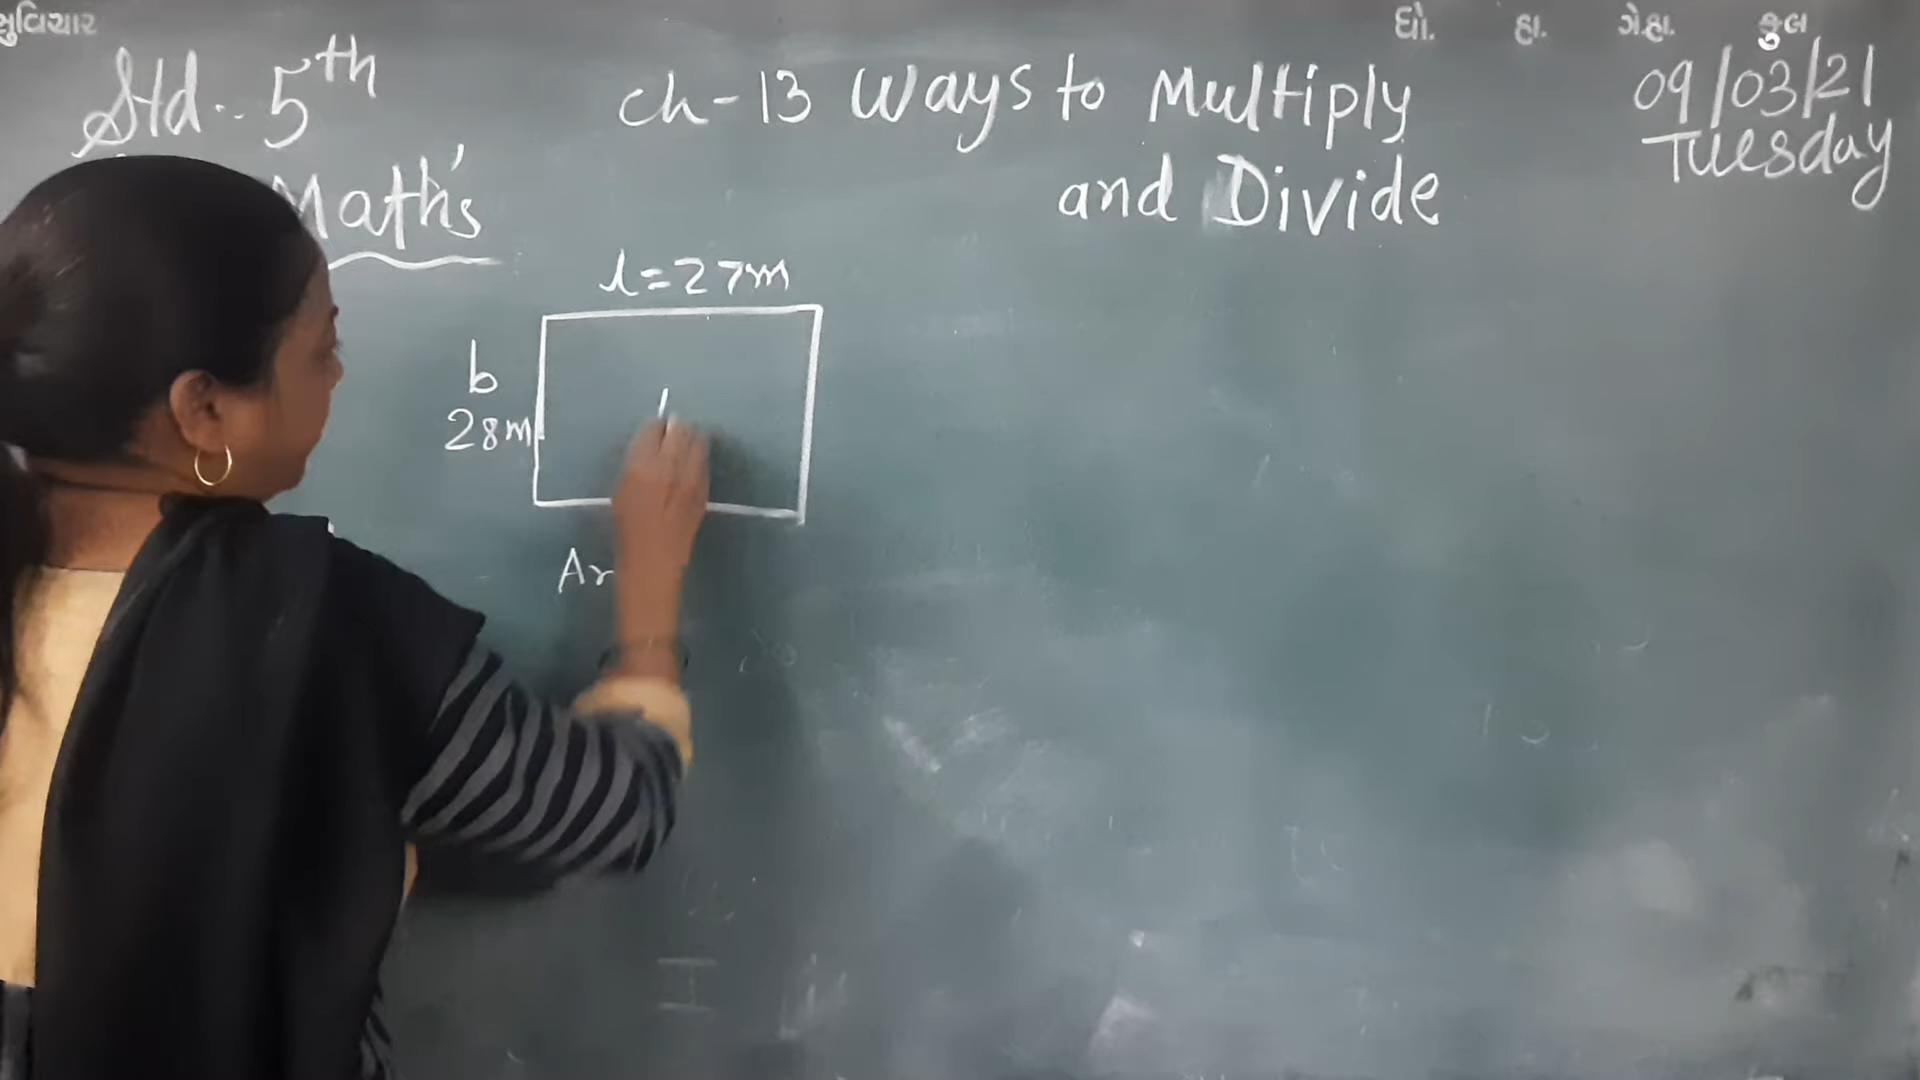 સુવિચાર
ધો. હા. ગે.હા. કુલ
Std.- 5th
Math's
Ch-13 Ways to Multiply
and Divide
09/03/21
Tuesday
l=27m
b
28m
Ar